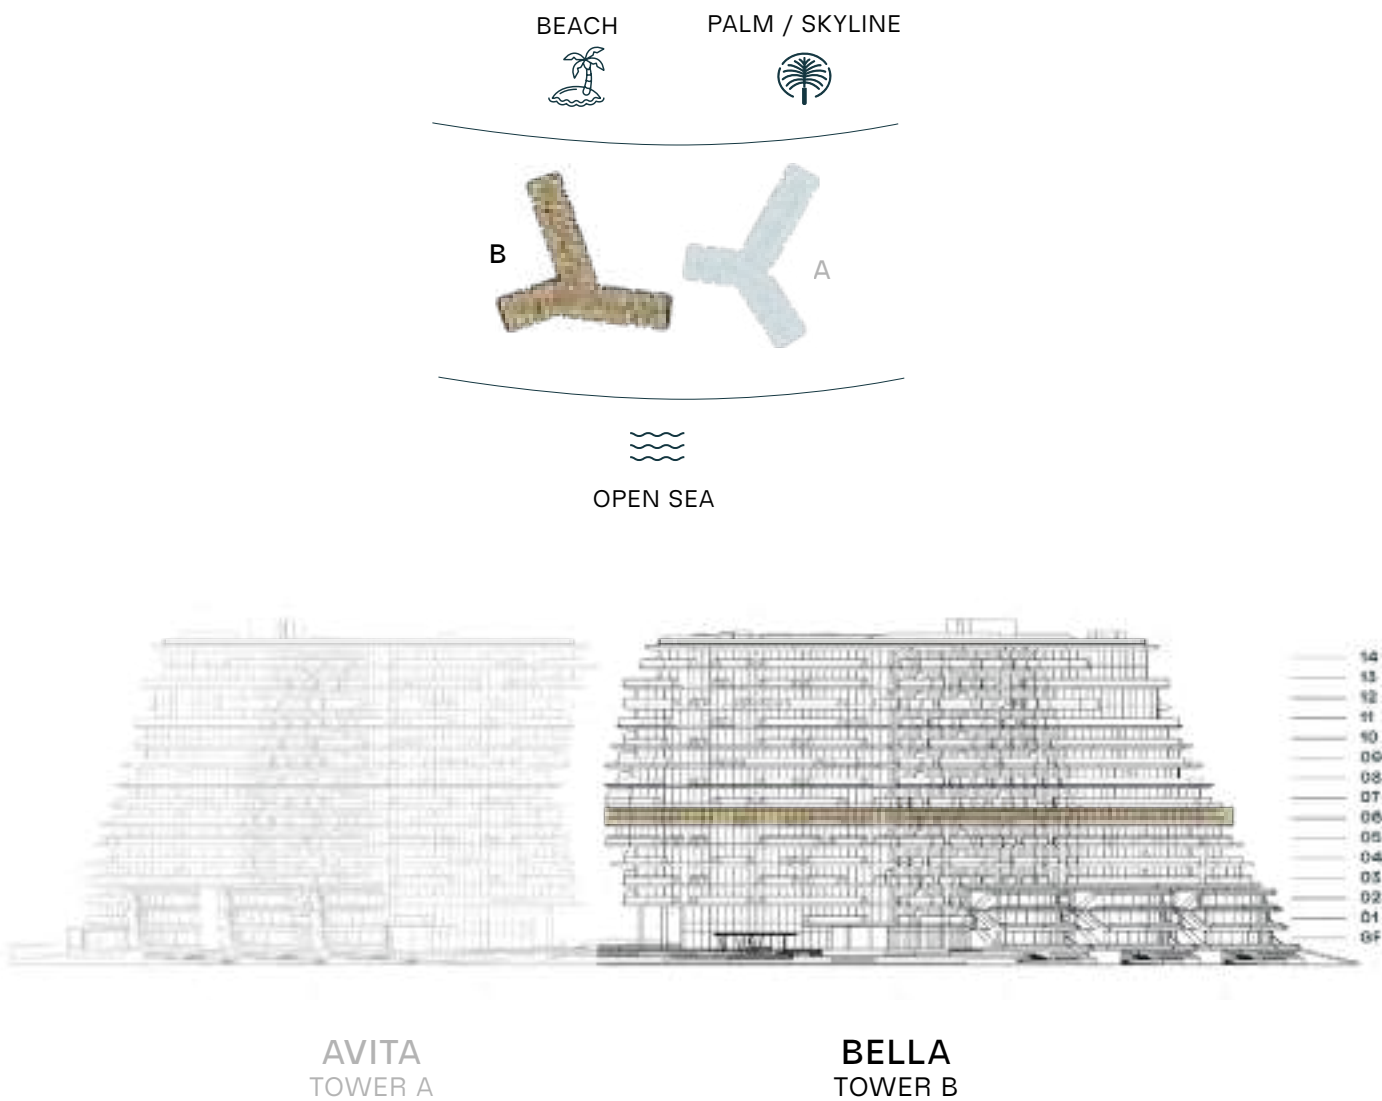 BEACH
PALM / SKYLINE
B
A
OPEN SEA
14
13
12
11
10
09
08
07
06
05
04
03
02
01
GF
AVITA
TOWER A
BELLA
TOWER B